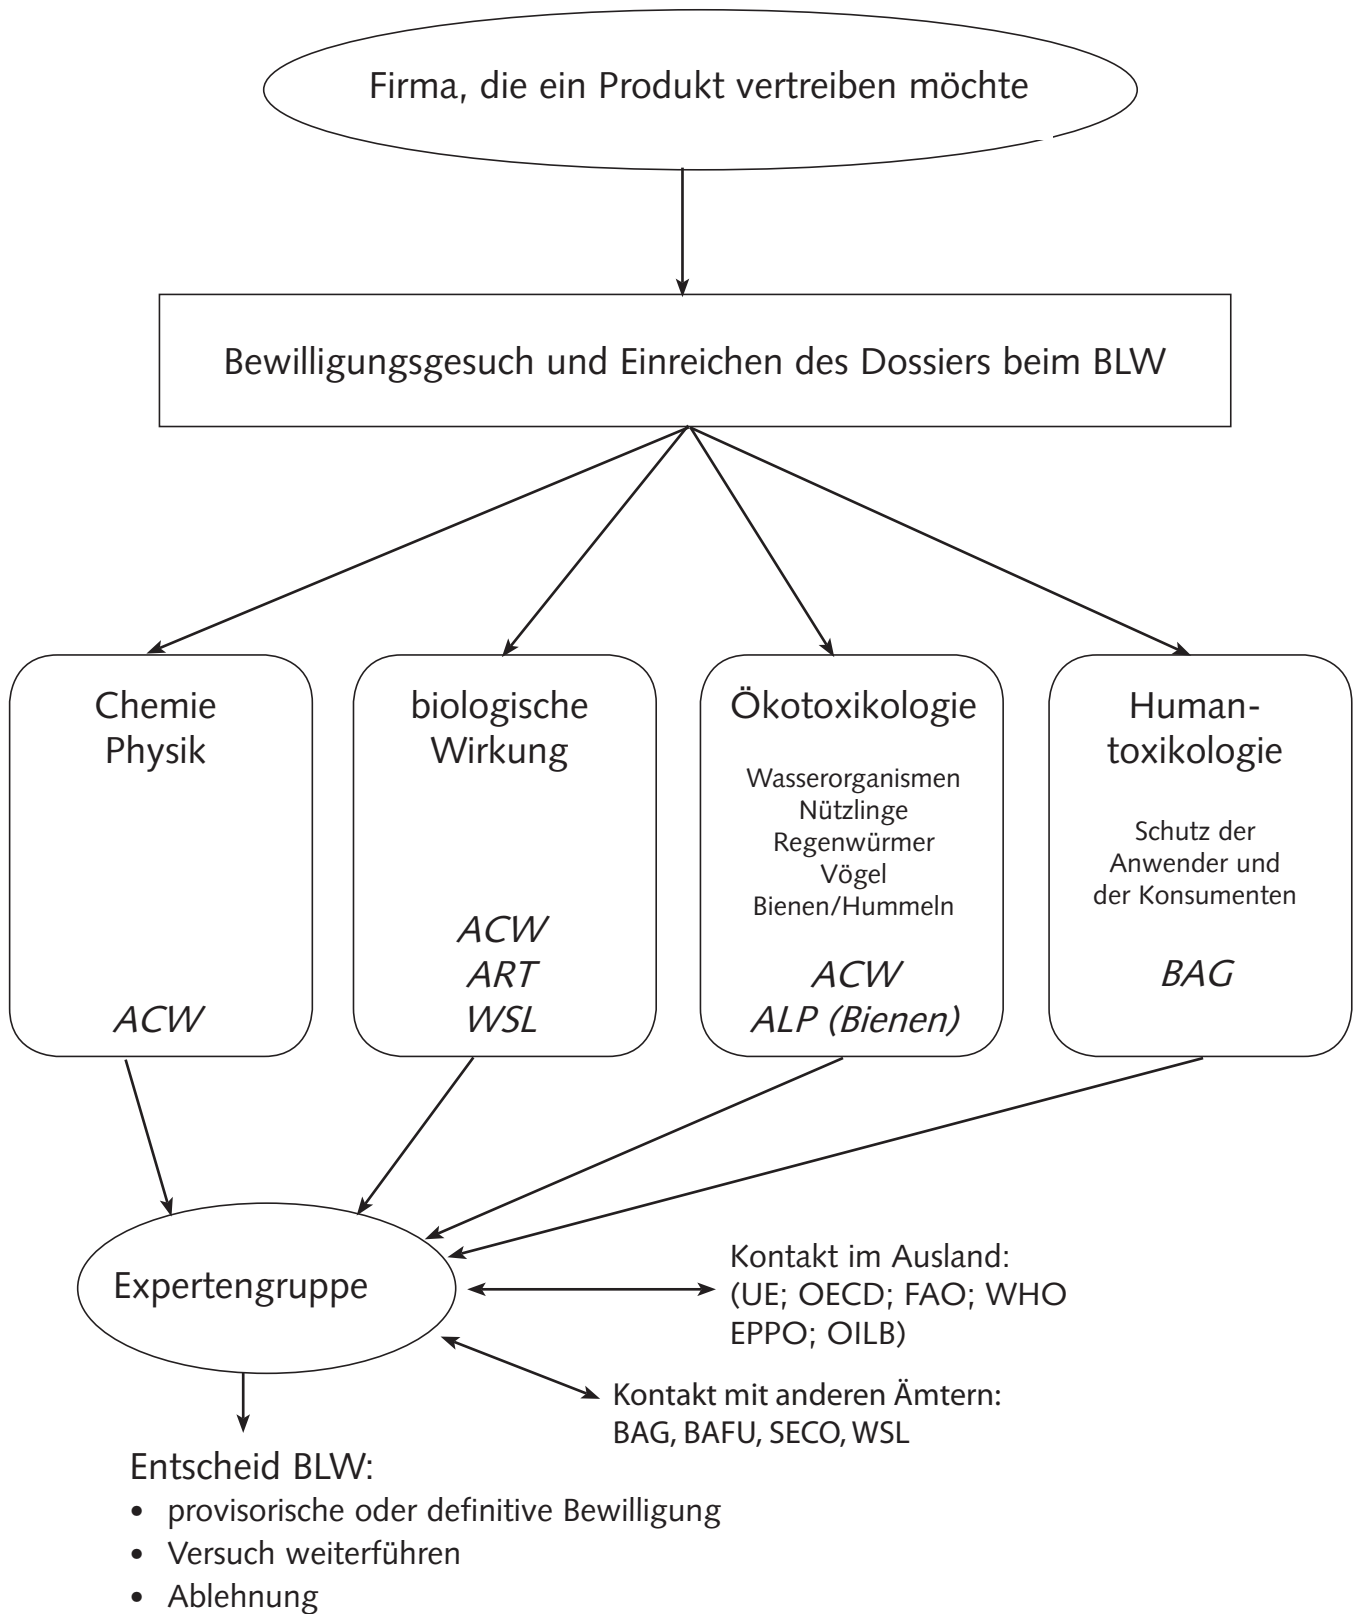 Firma, die ein Produkt vertreiben möchte
Bewilligungsgesuch und Einreichen des Dossiers beim BLW
Chemie
Physik
ACW
biologische
Wirkung
ACW
ART
WSL
Ökotoxikologie
Wasserorganismen
Nützlinge
Regenwürmer
Vögel
Bienen/Hummeln
ACW
ALP (Bienen)
Human-
toxikologie
Schutz der
Anwender und
der Konsumenten
BAG
Expertengruppe
Kontakt im Ausland:
(UE; OECD; FAO; WHO
EPPO; OILB)
Kontakt mit anderen Ämtern:
BAG, BAFU, SECO, WSL
Entscheid BLW:
• provisorische oder definitive Bewilligung
• Versuch weiterführen
• Ablehnung